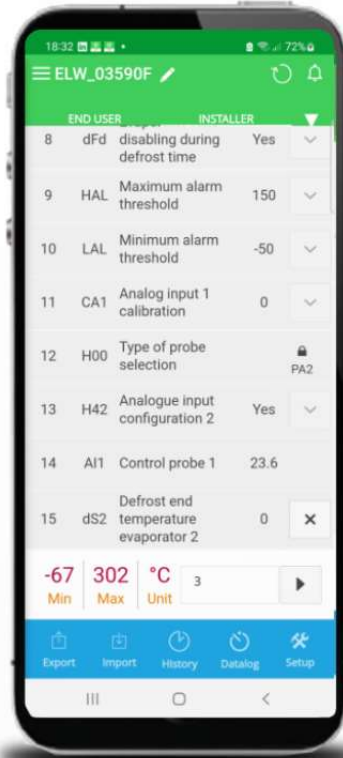 18:32
72%
ELW_03590F
END USER INSTALLER
8 dFd disabling during defrost time Yes
9 HAL Maximum alarm threshold 150
10 LAL Minimum alarm threshold -50
11 CA1 Analog input 1 calibration 0
12 H00 Type of probe selection PA2
13 H42 Analogue input configuration 2 Yes
14 AI1 Control probe 1 23.6
15 dS2 Defrost end temperature evaporator 2 0
-67 302 °C 3
Min Max Unit
Export Import History Datalog Setup